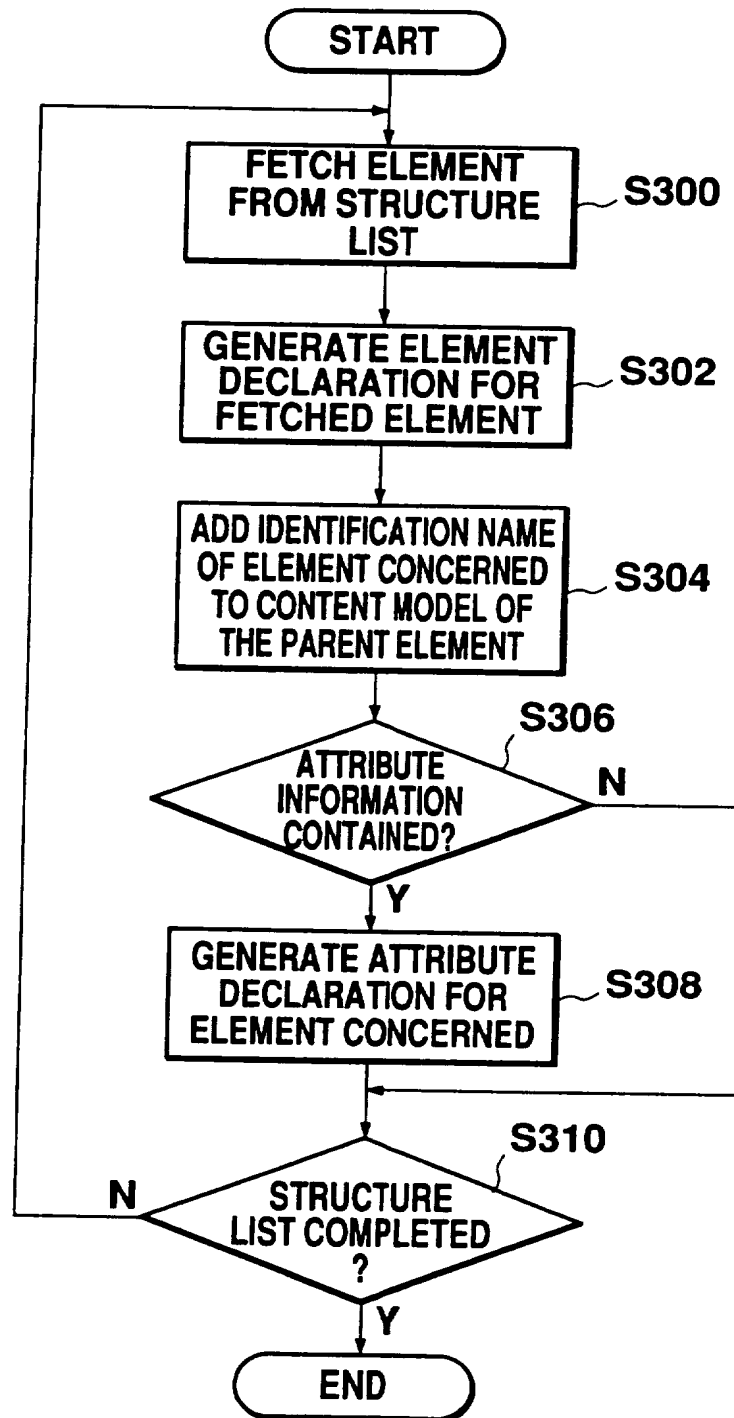 START
FETCH ELEMENT
FROM STRUCTURE
LIST
S300
GENERATE ELEMENT
DECLARATION FOR
FETCHED ELEMENT
S302
ADD IDENTIFICATION NAME
OF ELEMENT CONCERNED
TO CONTENT MODEL OF
THE PARENT ELEMENT
S304
S306
ATTRIBUTE
INFORMATION
CONTAINED?
N
Y
GENERATE ATTRIBUTE
DECLARATION FOR
ELEMENT CONCERNED
S308
S310
N
STRUCTURE
LIST COMPLETED
?
Y
END